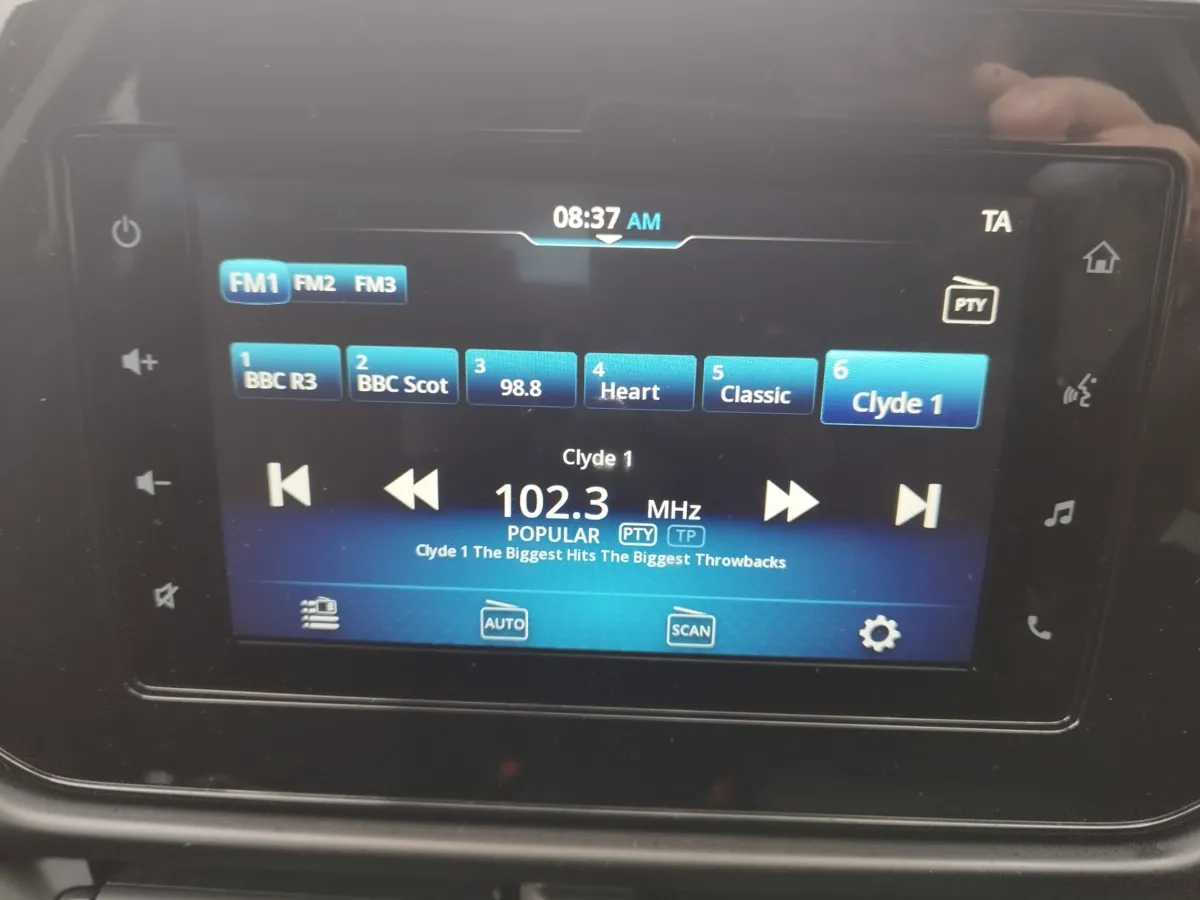 08:37 AM
TA
FM1 FM2 FM3
PTY
1 BBC R3
2 BBC Scot
3 98.8
4 Heart
5 Classic
6 Clyde 1
Clyde 1
102.3 MHz
POPULAR PTY TP
Clyde 1 The Biggest Hits The Biggest Throwbacks
AUTO SCAN